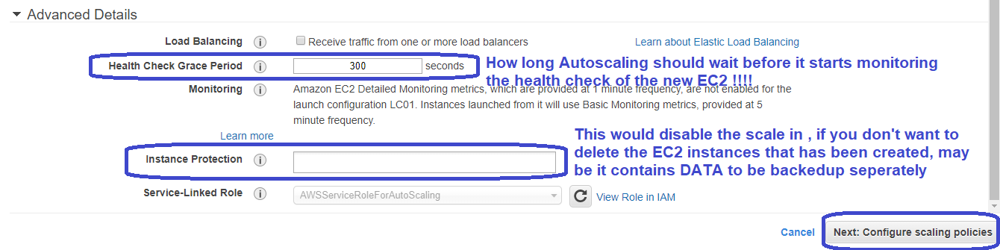 Advanced Details
Load Balancing i Receive traffic from one or more load balancers Learn about Elastic Load Balancing
Health Check Grace Period i 300 seconds
How long Autoscaling should wait before it starts monitoring
the health check of the new EC2 !!!!
Monitoring i Amazon EC2 Detailed Monitoring metrics, which are provided at 1 minute frequency, are not enabled for the
launch configuration LC01. Instances launched from it will use Basic Monitoring metrics, provided at 5
minute frequency.
Learn more
Instance Protection i
This would disable the scale in , if you don't want to
delete the EC2 instances that has been created, may
be it contains DATA to be backedup seperately
Service-Linked Role i AWSServiceRoleForAutoScaling View Role in IAM
Cancel Next: Configure scaling policies